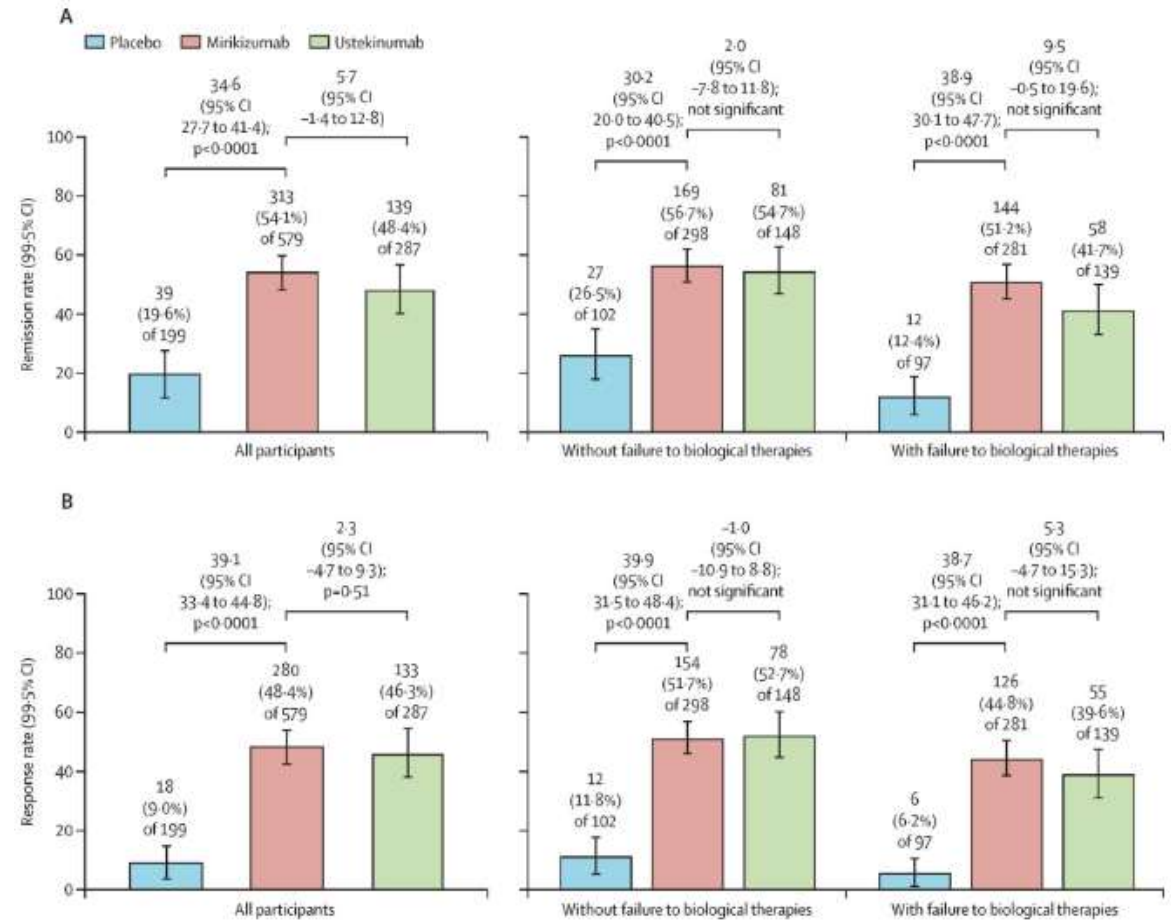 A
Placebo Mirikizumab Ustekinumab
34·6
(95% CI
27·7 to 41·4);
p<0·0001
5·7
(95% CI
–1·4 to 12·8)
30·2
(95% CI
20·0 to 40·5);
p<0·0001
2·0
(95% CI
–7·8 to 11·8);
not significant
38·9
(95% CI
30·1 to 47·7);
p<0·0001
9·5
(95% CI
–0·5 to 19·6);
not significant
Remission rate (99·5% CI)
100
80
60
40
20
0
39
(19·6%)
of 199
313
(54·1%)
of 579
139
(48·4%)
of 287
27
(26·5%)
of 102
169
(56·7%)
of 298
81
(54·7%)
of 148
12
(12·4%)
of 97
144
(51·2%)
of 281
58
(41·7%)
of 139
All participants
Without failure to biological therapies
With failure to biological therapies
B
39·1
(95% CI
33·4 to 44·8);
p<0·0001
2·3
(95% CI
–4·7 to 9·3);
p=0·51
39·9
(95% CI
31·5 to 48·4);
p<0·0001
–1·0
(95% CI
–10·9 to 8·8);
not significant
38·7
(95% CI
31·1 to 46·2);
p<0·0001
5·3
(95% CI
–4·7 to 15·3);
not significant
Response rate (99·5% CI)
100
80
60
40
20
0
18
(9·0%)
of 199
280
(48·4%)
of 579
133
(46·3%)
of 287
12
(11·8%)
of 102
154
(51·7%)
of 298
78
(52·7%)
of 148
6
(6·2%)
of 97
126
(44·8%)
of 281
55
(39·6%)
of 139
All participants
Without failure to biological therapies
With failure to biological therapies